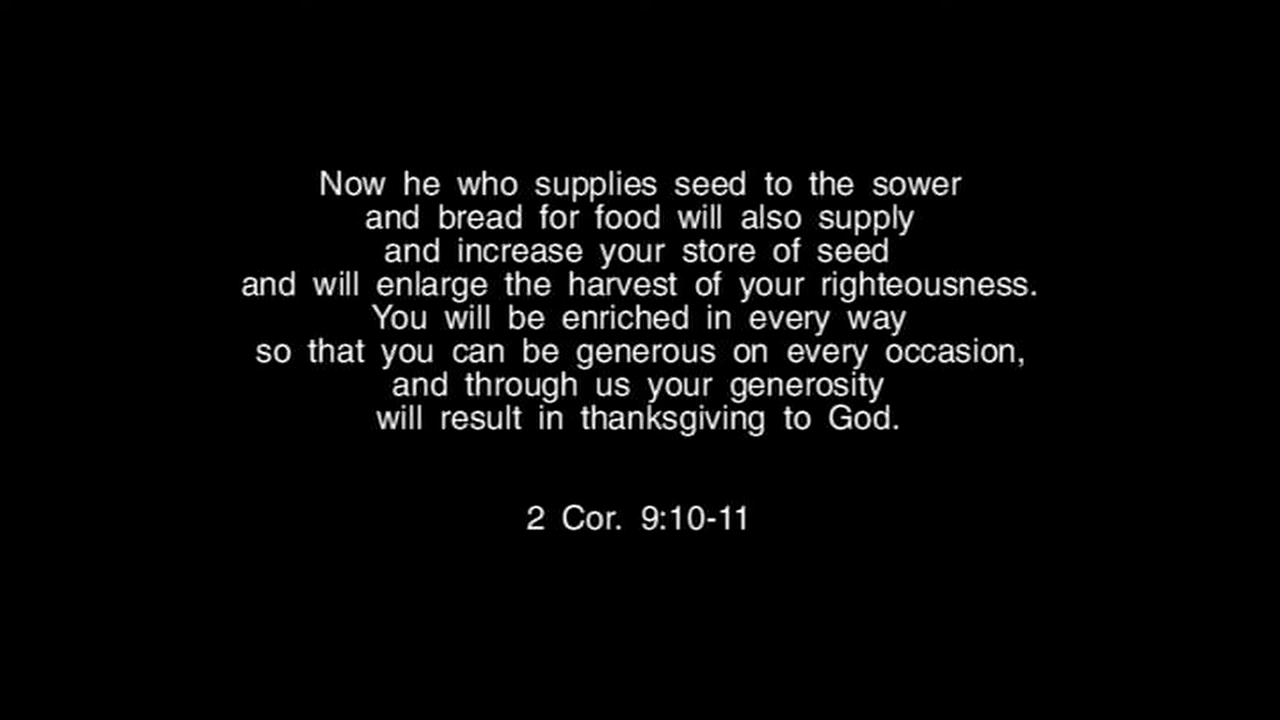 Now he who supplies seed to the sower
and bread for food will also supply
and increase your store of seed
and will enlarge the harvest of your righteousness.
You will be enriched in every way
so that you can be generous on every occasion,
and through us your generosity
will result in thanksgiving to God.
2 Cor. 9:10-11